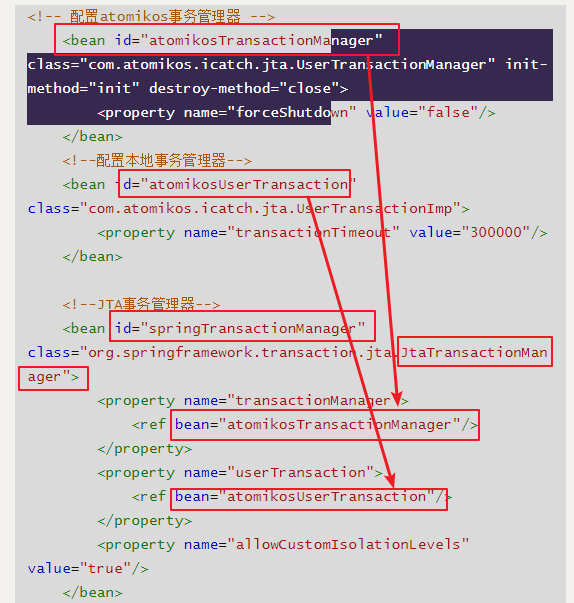 <!-- 配置atomikos事务管理器 -->
<bean id="atomikosTransactionManager"
class="com.atomikos.icatch.jta.UserTransactionManager" init-
method="init" destroy-method="close">
<property name="forceShutdown" value="false"/>
</bean>
<!--配置本地事务管理器-->
<bean id="atomikosUserTransaction"
class="com.atomikos.icatch.jta.UserTransactionImp">
<property name="transactionTimeout" value="300000"/>
</bean>
<!--JTA事务管理器-->
<bean id="springTransactionManager"
class="org.springframework.transaction.jta.JtaTransactionMan
ager">
<property name="transactionManager">
<ref bean="atomikosTransactionManager"/>
</property>
<property name="userTransaction">
<ref bean="atomikosUserTransaction"/>
</property>
<property name="allowCustomIsolationLevels"
value="true"/>
</bean>